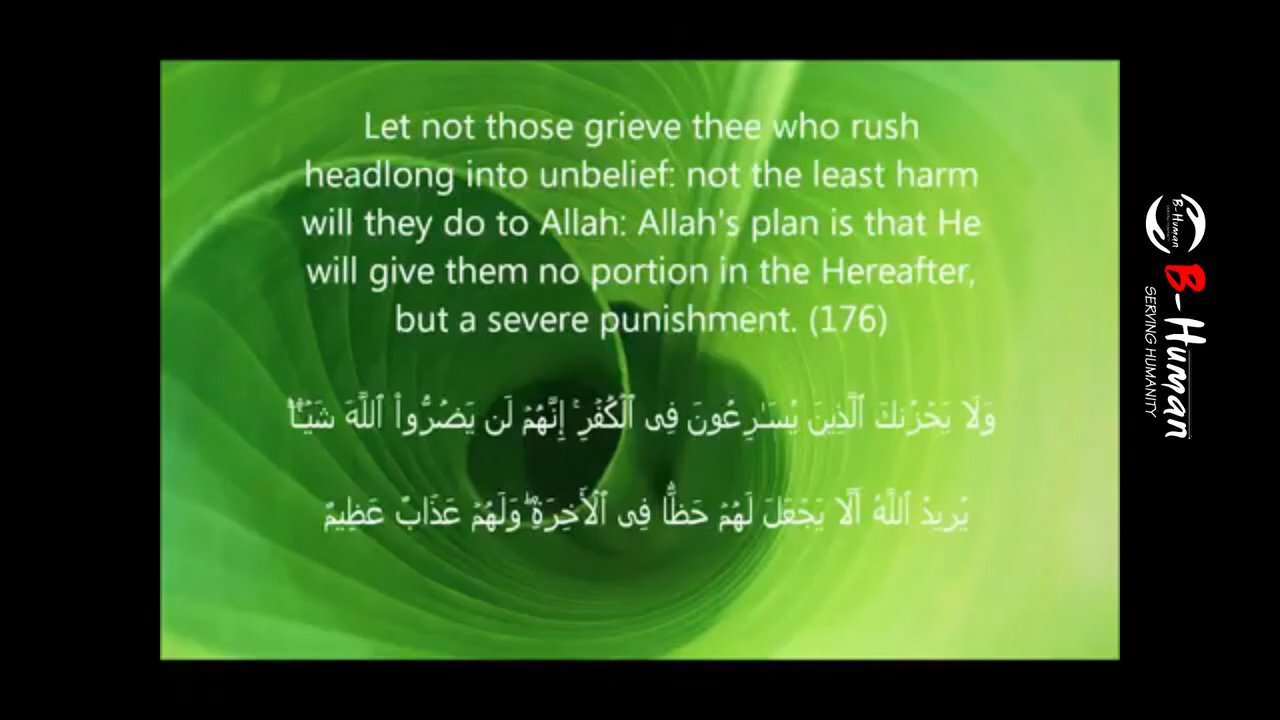 Let not those grieve thee who rush
headlong into unbelief: not the least harm
will they do to Allah: Allah's plan is that He
will give them no portion in the Hereafter,
but a severe punishment. (176)
وَلَا يَحْزُنكَ ٱلَّذِينَ يُسَـٰرِعُونَ فِى ٱلْكُفْرِ ۚ إِنَّهُمْ لَن يَضُرُّوا۟ ٱللَّهَ شَيْـًٔا ۗ
يُرِيدُ ٱللَّهُ أَلَّا يَجْعَلَ لَهُمْ حَظًّا فِى ٱلْأَخِرَةِ ۖ وَلَهُمْ عَذَابٌ عَظِيمٌ
B-Human
B-Human
SERVING HUMANITY